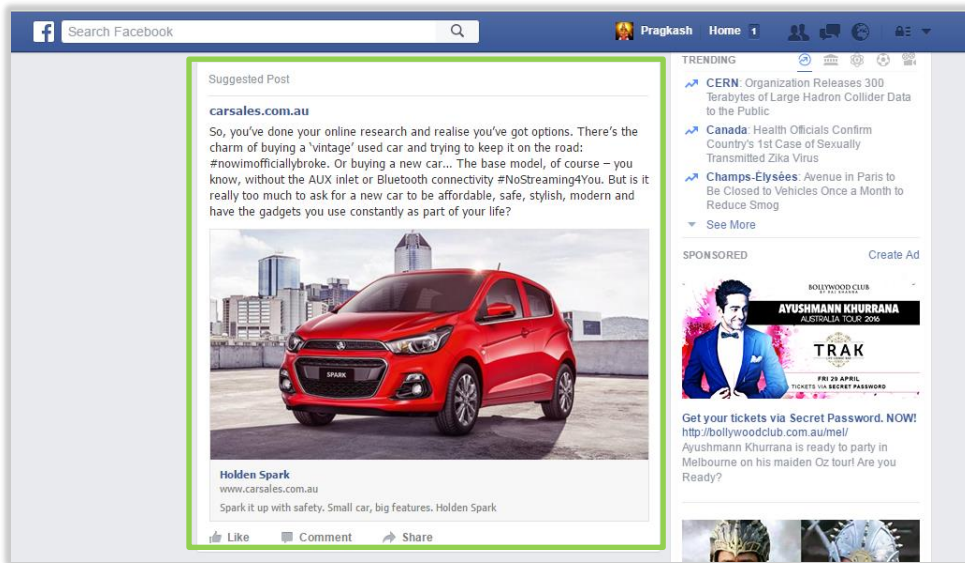 f
Search Facebook
Pragkash Home 1
Suggested Post
carsales.com.au
So, you've done your online research and realise you've got options. There's the
charm of buying a 'vintage' used car and trying to keep it on the road:
#nowimofficiallybroke. Or buying a new car... The base model, of course – you
know, without the AUX inlet or Bluetooth connectivity #NoStreaming4You. But is it
really too much to ask for a new car to be affordable, safe, stylish, modern and
have the gadgets you use constantly as part of your life?
SPARK
Holden Spark
www.carsales.com.au
Spark it up with safety. Small car, big features. Holden Spark
Like Comment Share
TRENDING
CERN: Organization Releases 300
Terabytes of Large Hadron Collider Data
to the Public
Canada: Health Officials Confirm
Country's 1st Case of Sexually
Transmitted Zika Virus
Champs-Élysées: Avenue in Paris to
Be Closed to Vehicles Once a Month to
Reduce Smog
See More
SPONSORED Create Ad
BOLLYWOOD CLUB
AYUSHMANN KHURRANA
AUSTRALIA TOUR 2016
TRAK
FRI 29 APRIL
TICKETS VIA SECRET PASSWORD
Get your tickets via Secret Password. NOW!
http://bollywoodclub.com.au/mel/
Ayushmann Khurrana is ready to party in
Melbourne on his maiden Oz tour! Are you
Ready?